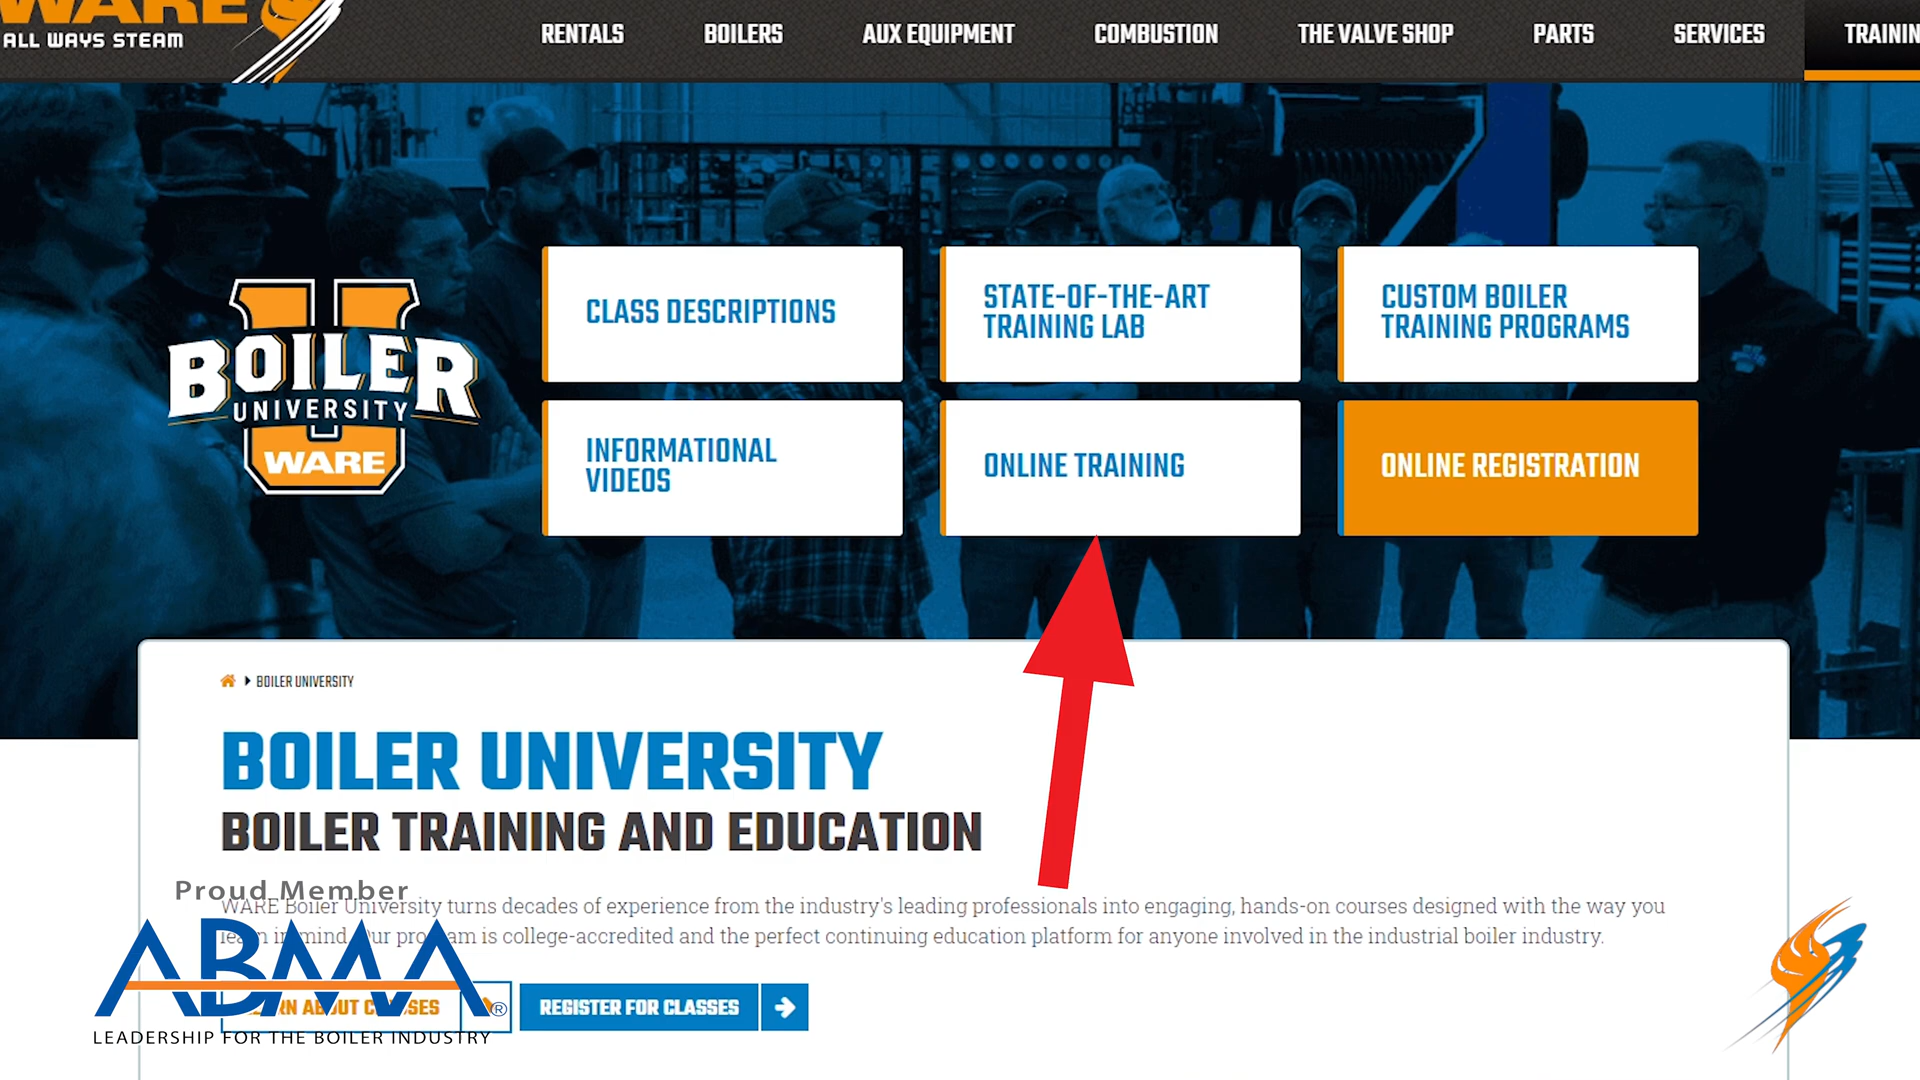 WARE
ALL WAYS STEAM
RENTALS
BOILERS
AUX EQUIPMENT
COMBUSTION
THE VALVE SHOP
PARTS
SERVICES
TRAININ
U
BOILER
UNIVERSITY
WARE
CLASS DESCRIPTIONS
STATE-OF-THE-ART
TRAINING LAB
CUSTOM BOILER
TRAINING PROGRAMS
INFORMATIONAL
VIDEOS
ONLINE TRAINING
ONLINE REGISTRATION
BOILER UNIVERSITY
BOILER UNIVERSITY
BOILER TRAINING AND EDUCATION
WARE Boiler University turns decades of experience from the industry's leading professionals into engaging, hands-on courses designed with the way you
learn in mind. Our program is college-accredited and the perfect continuing education platform for anyone involved in the industrial boiler industry.
LEARN ABOUT CLASSES
REGISTER FOR CLASSES
Proud Member
ABMA®
LEADERSHIP FOR THE BOILER INDUSTRY